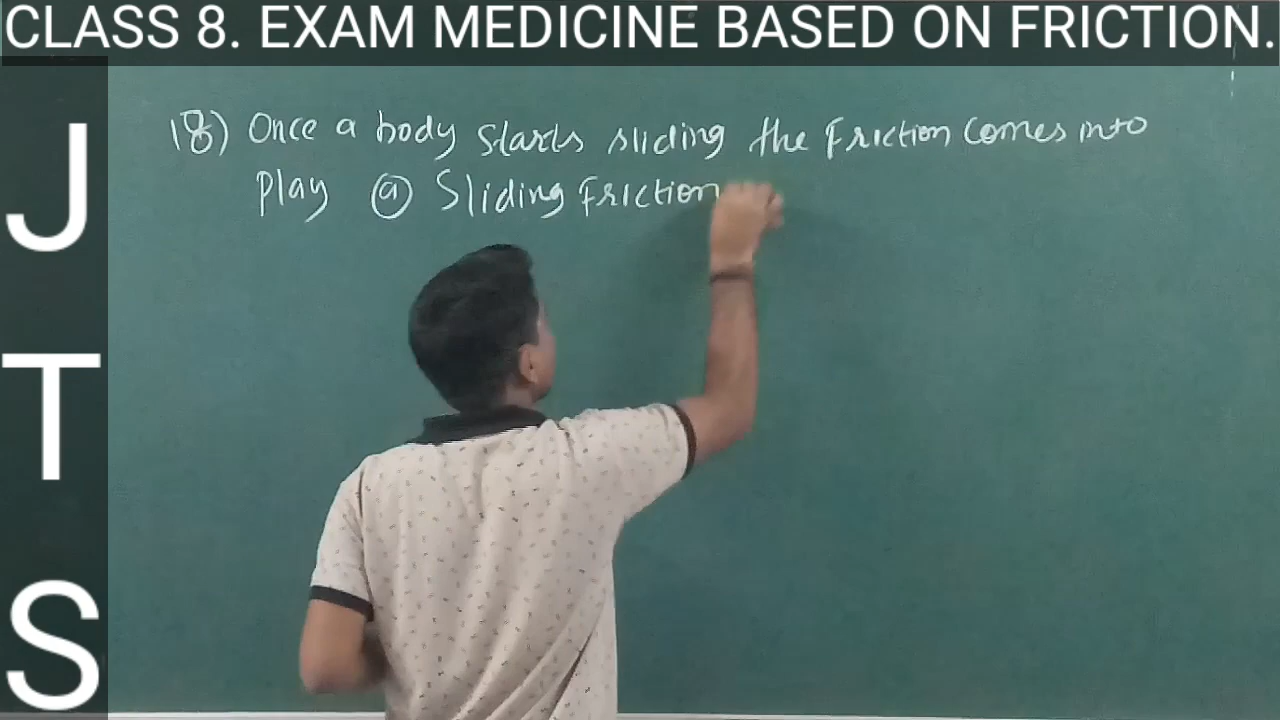 CLASS 8. EXAM MEDICINE BASED ON FRICTION.
J
T
S
18) Once a body starts sliding the Friction comes into
play ⓐ Sliding Friction